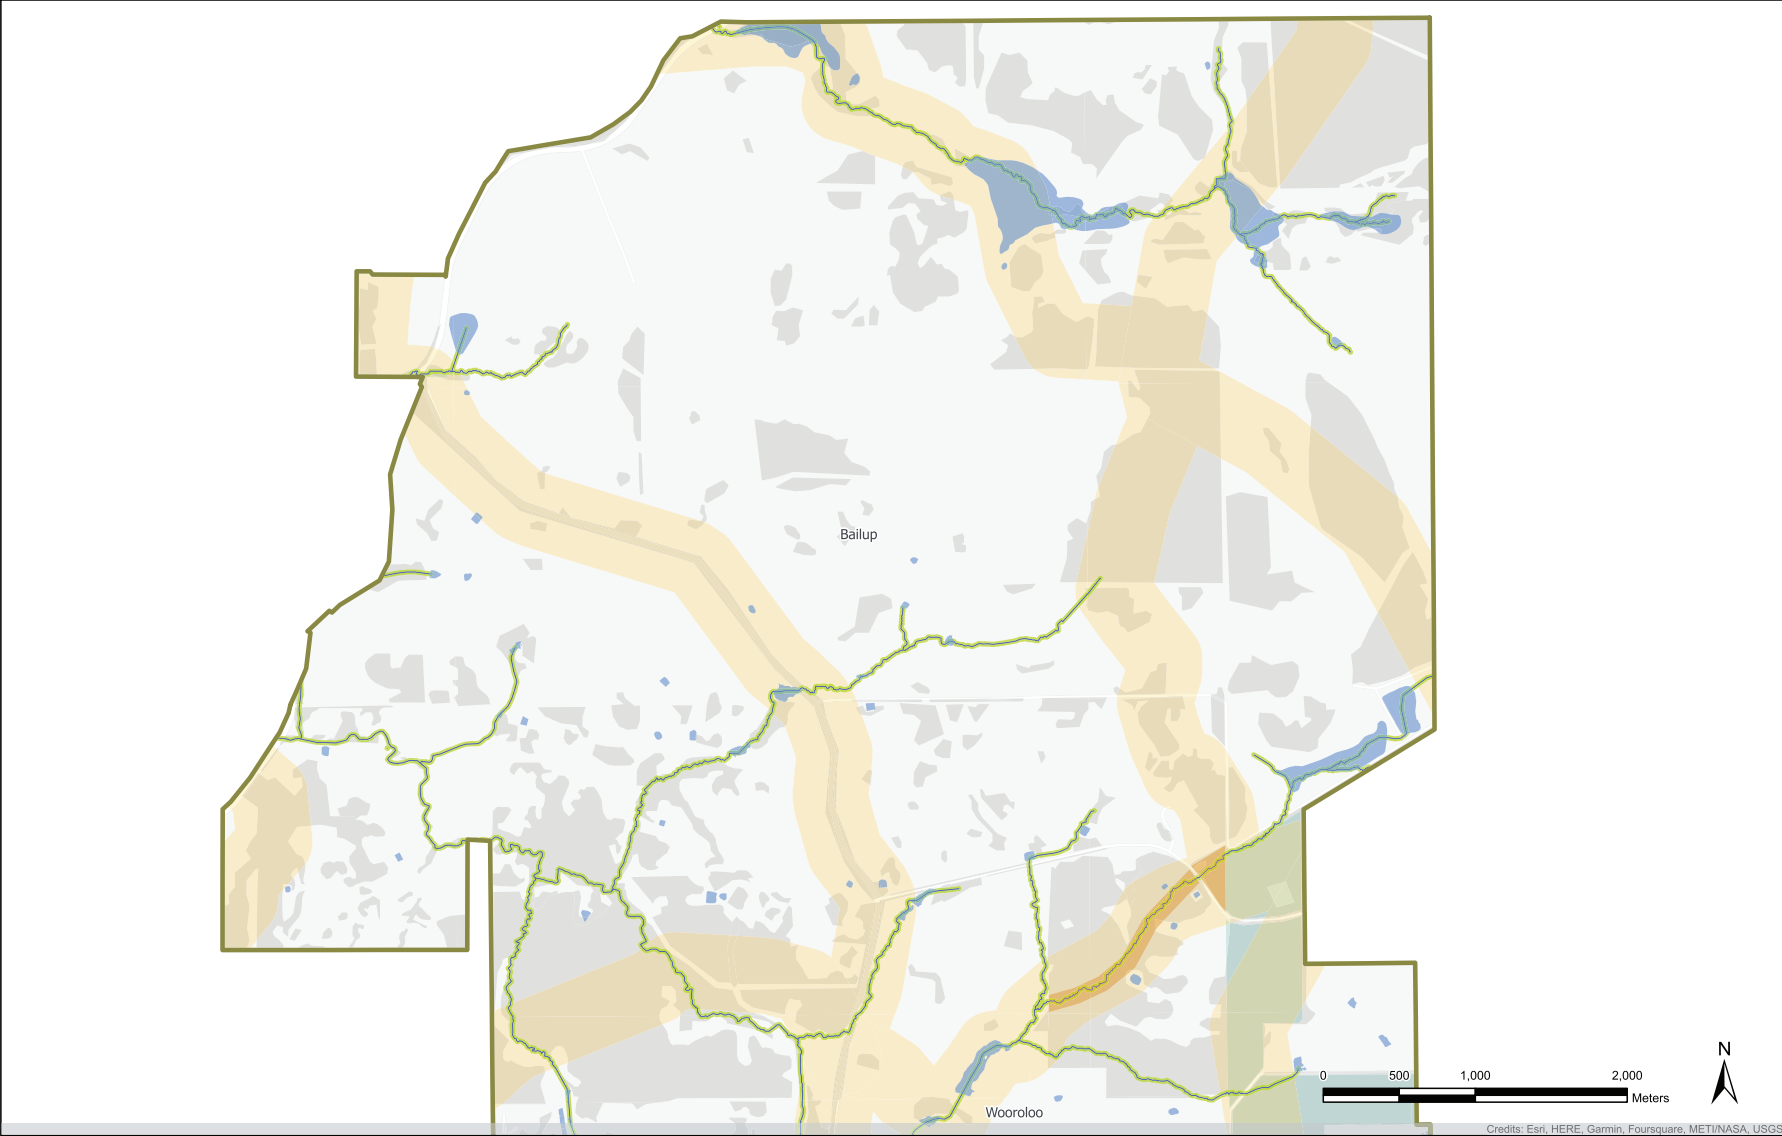 Bailup
N
0 500 1,000 2,000
Meters
Wooroloo
Credits: Esri, HERE, Garmin, Foursquare, METI/NASA, USGS